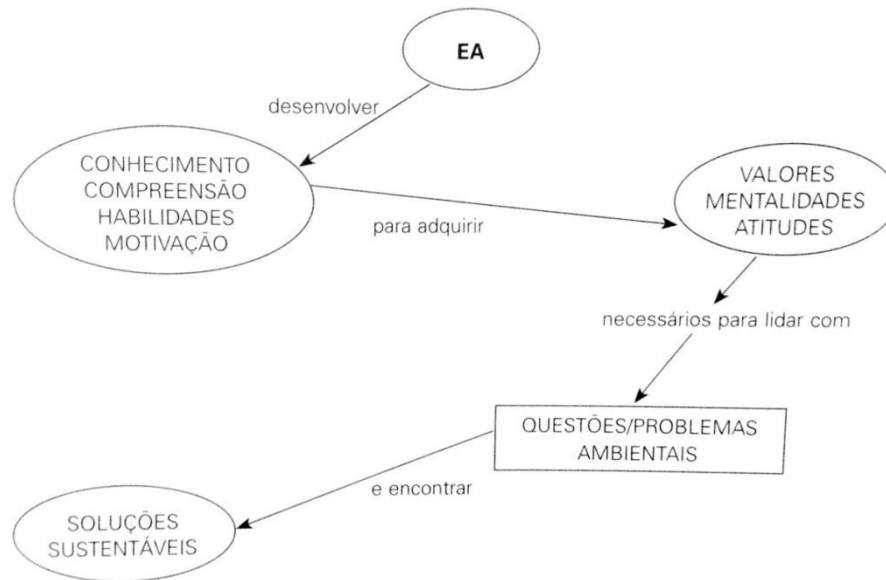 EA
desenvolver
CONHECIMENTO
COMPREENSÃO
HABILIDADES
MOTIVAÇÃO
para adquirir
VALORES
MENTALIDADES
ATITUDES
necessários para lidar com
QUESTÕES/PROBLEMAS
AMBIENTAIS
e encontrar
SOLUÇÕES
SUSTENTÁVEIS